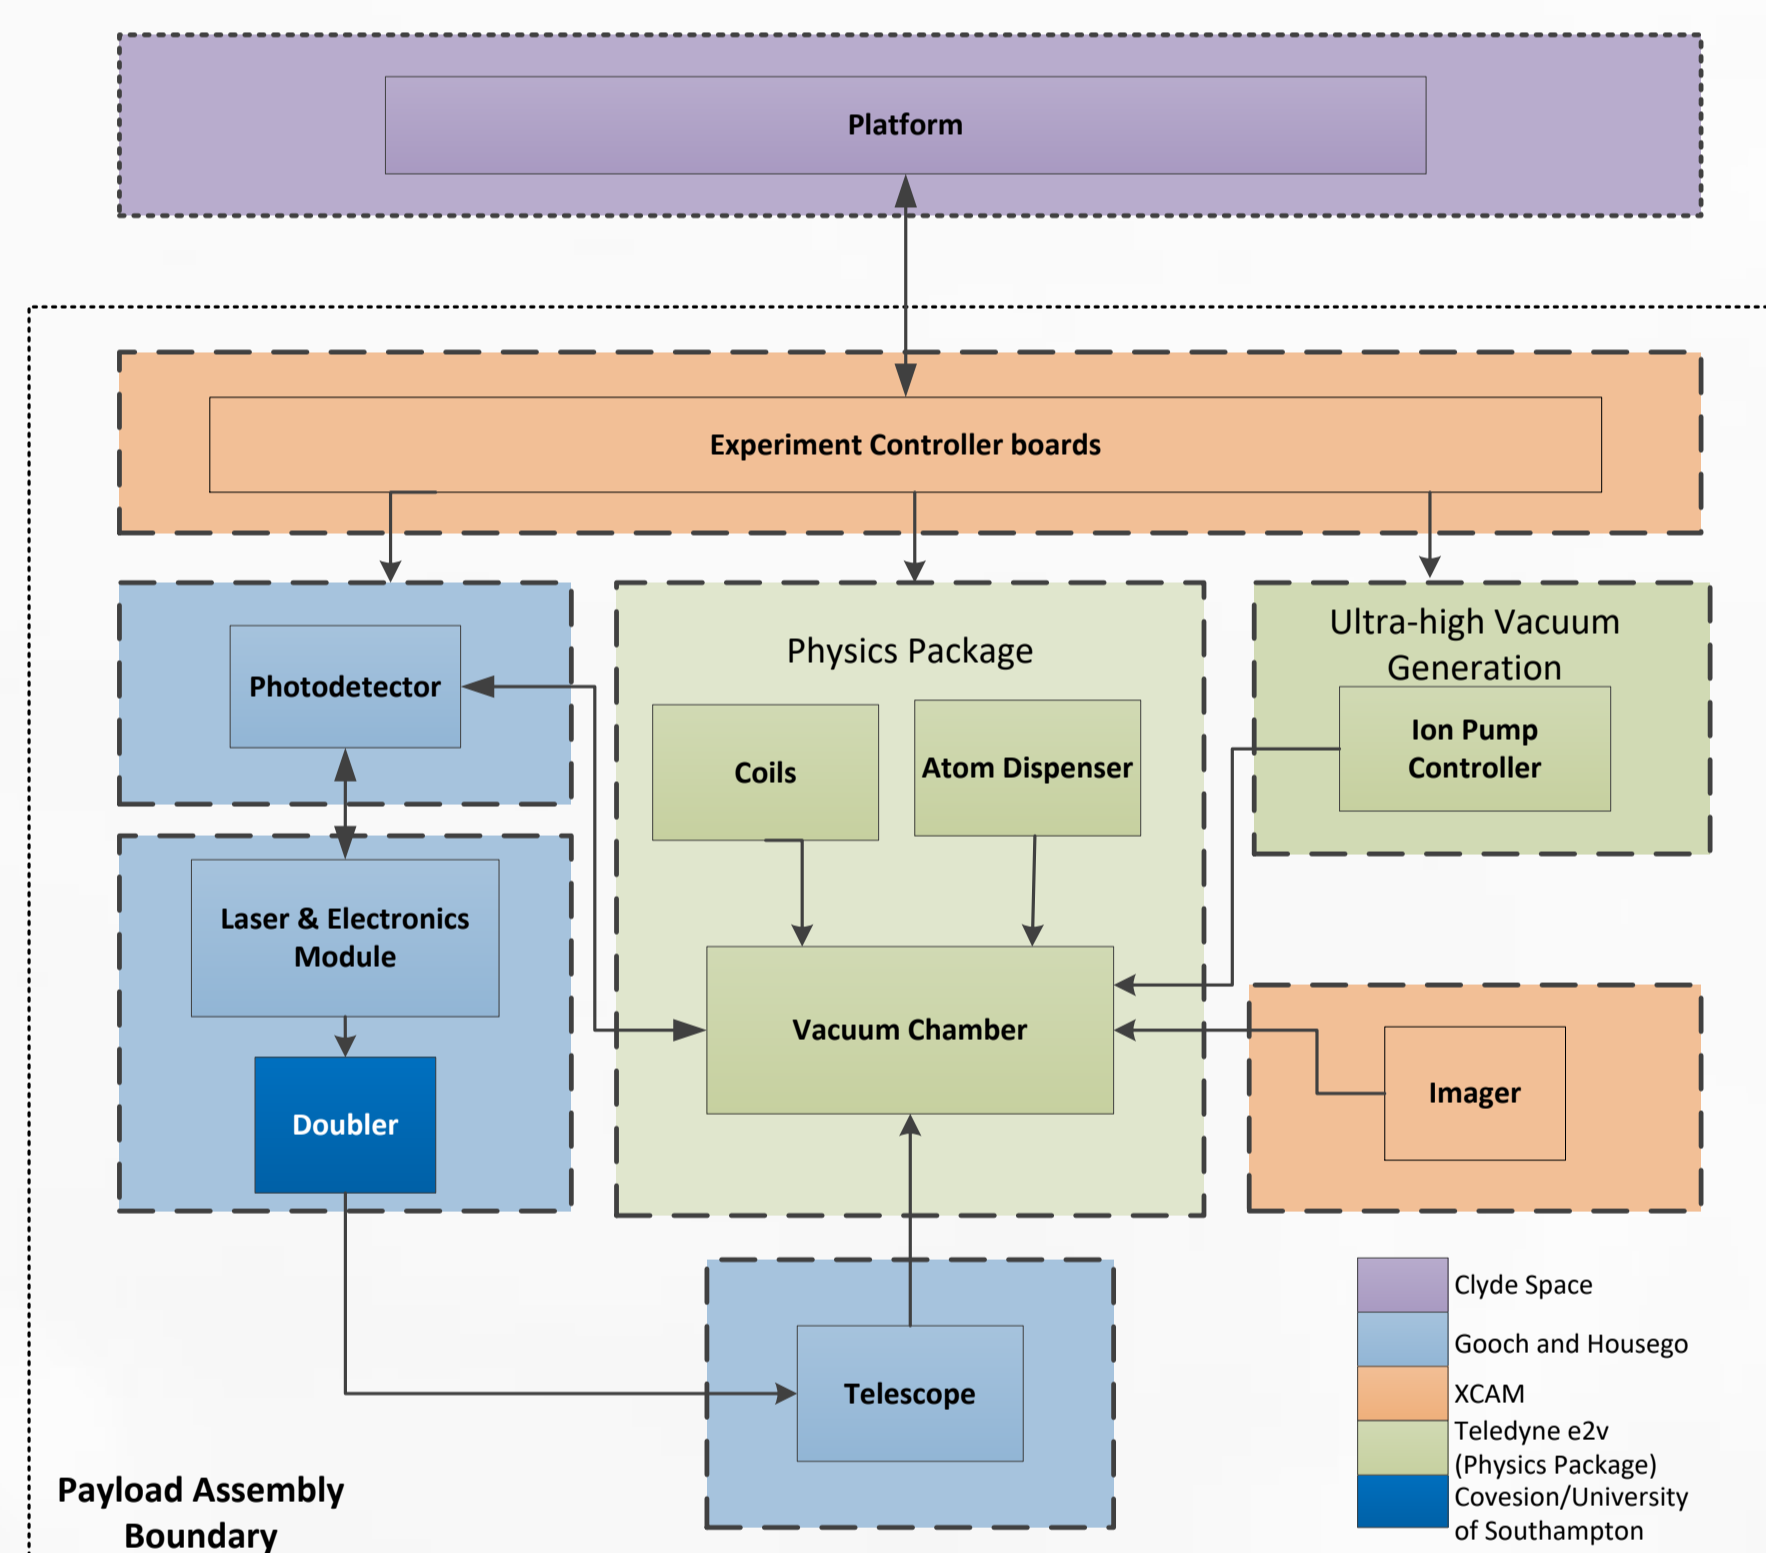 Platform
Experiment Controller boards
Photodetector
Physics Package
Coils
Atom Dispenser
Ultra-high Vacuum
Generation
Ion Pump
Controller
Laser & Electronics
Module
Doubler
Vacuum Chamber
Imager
Telescope
Clyde Space
Gooch and Housego
XCAM
Teledyne e2v
(Physics Package)
Covesion/University
of Southampton
Payload Assembly
Boundary